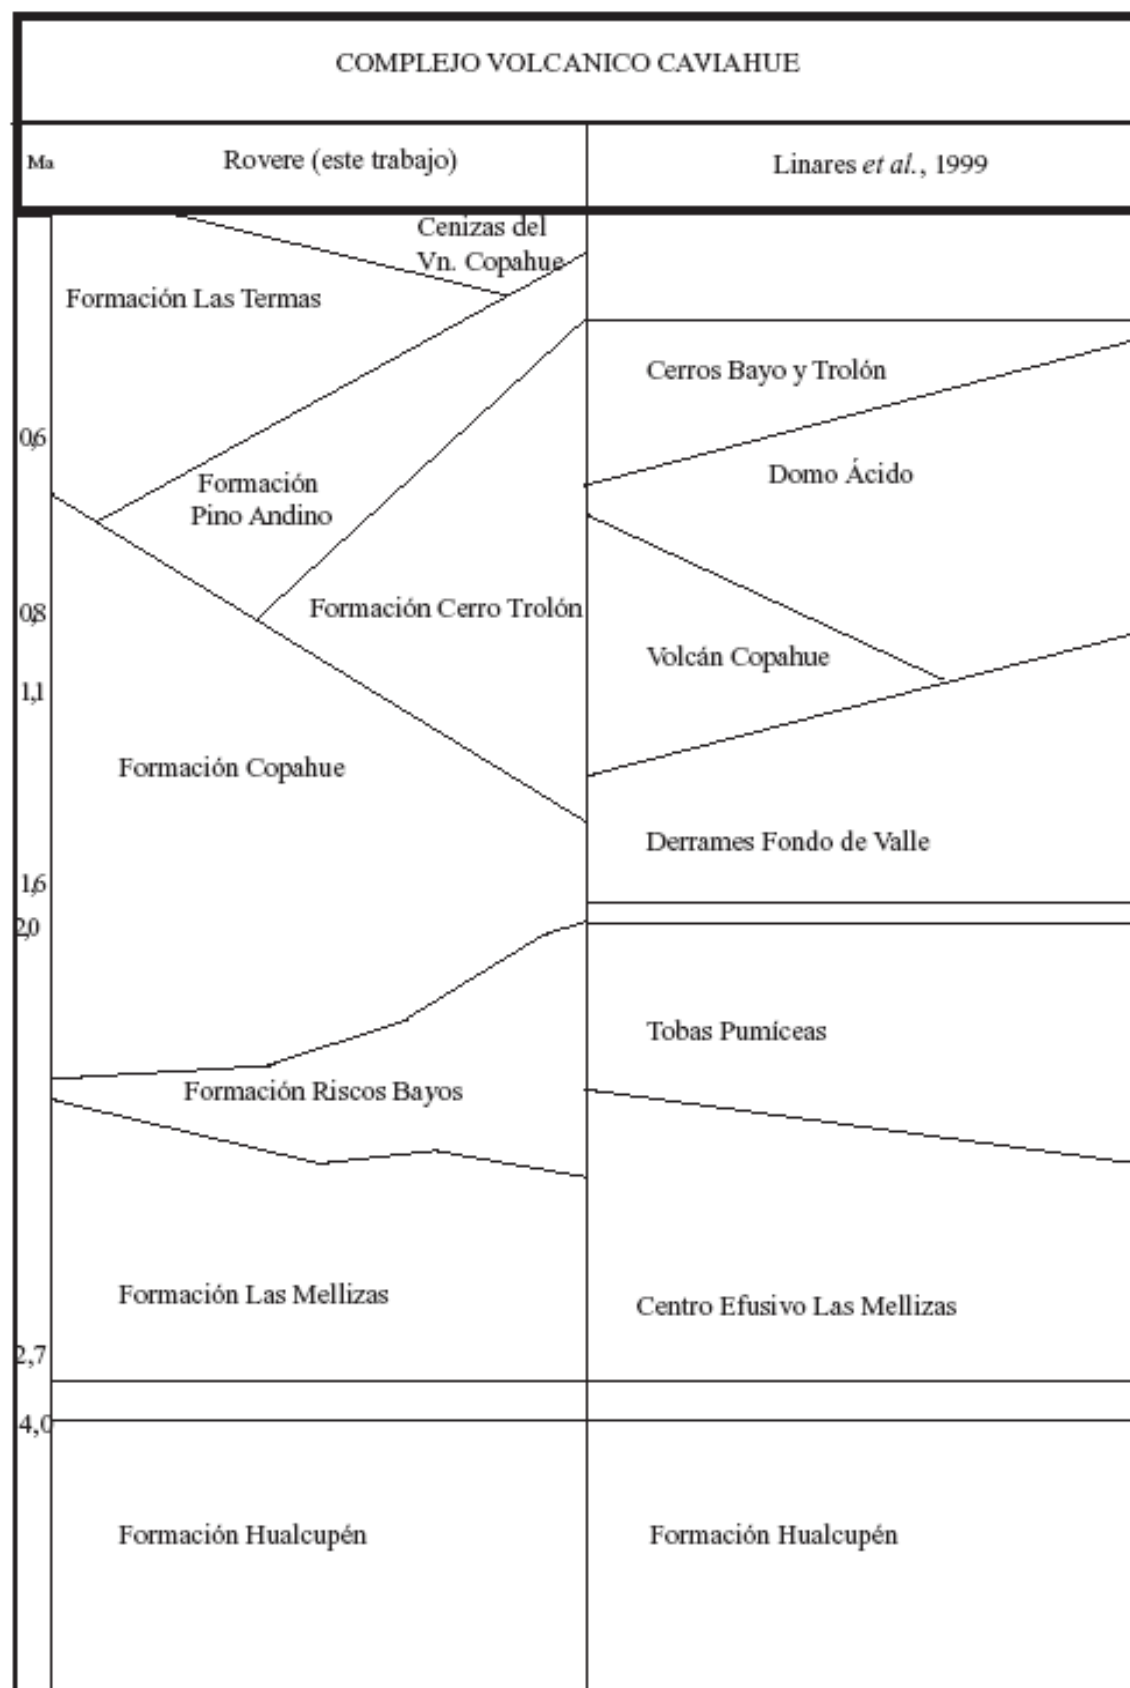 COMPLEJO VOLCANICO CAVIAHUE
Ma
Rovere (este trabajo)
Linares et al., 1999
Cenizas del
Vn. Copahue
Formación Las Termas
Cerros Bayo y Trolón
0,6
Domo Ácido
Formación
Pino Andino
0,8
Formación Cerro Trolón
Volcán Copahue
1,1
Formación Copahue
Derrames Fondo de Valle
1,6
2,0
Tobas Pumíceas
Formación Riscos Bayos
Formación Las Mellizas
Centro Efusivo Las Mellizas
2,7
4,0
Formación Hualcupén
Formación Hualcupén